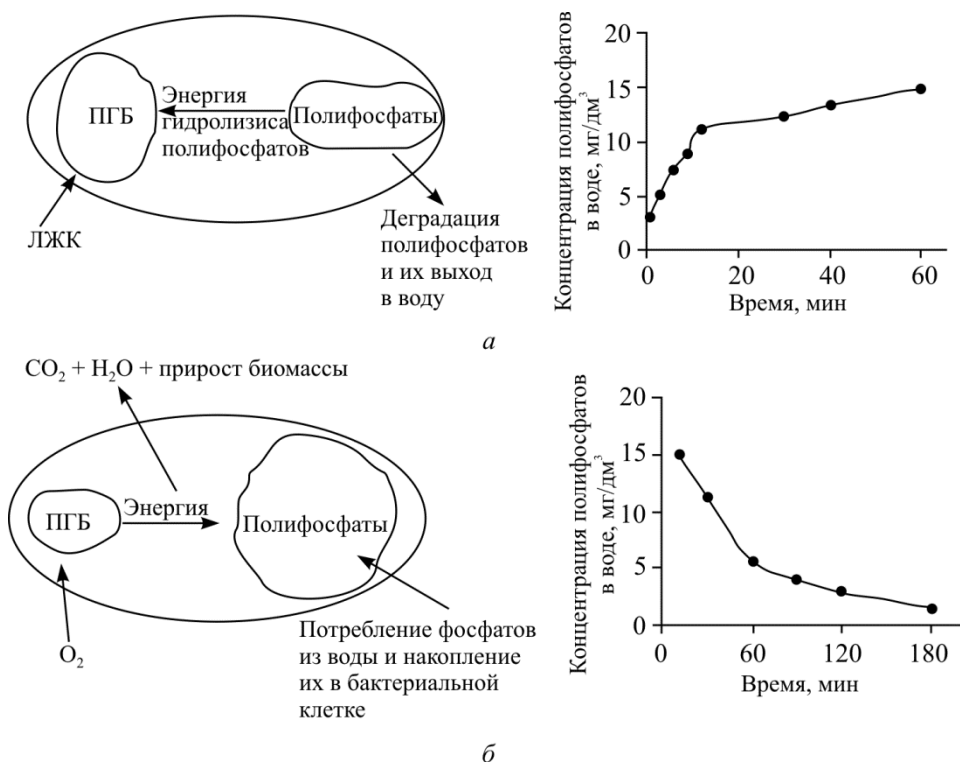 ПГБ
Энергия
гидролизиса
полифосфатов
Полифосфаты
ЛЖК
Деградация
полифосфатов
и их выход
в воду
Концентрация полифосфатов
в воде, мг/дм³
20
15
10
5
0
0 20 40 60
Время, мин
а
CO₂ + H₂O + прирост биомассы
ПГБ
Энергия
Полифосфаты
O₂
Потребление фосфатов
из воды и накопление
их в бактериальной
клетке
Концентрация полифосфатов
в воде, мг/дм³
20
15
10
5
0
0 60 120 180
Время, мин
б